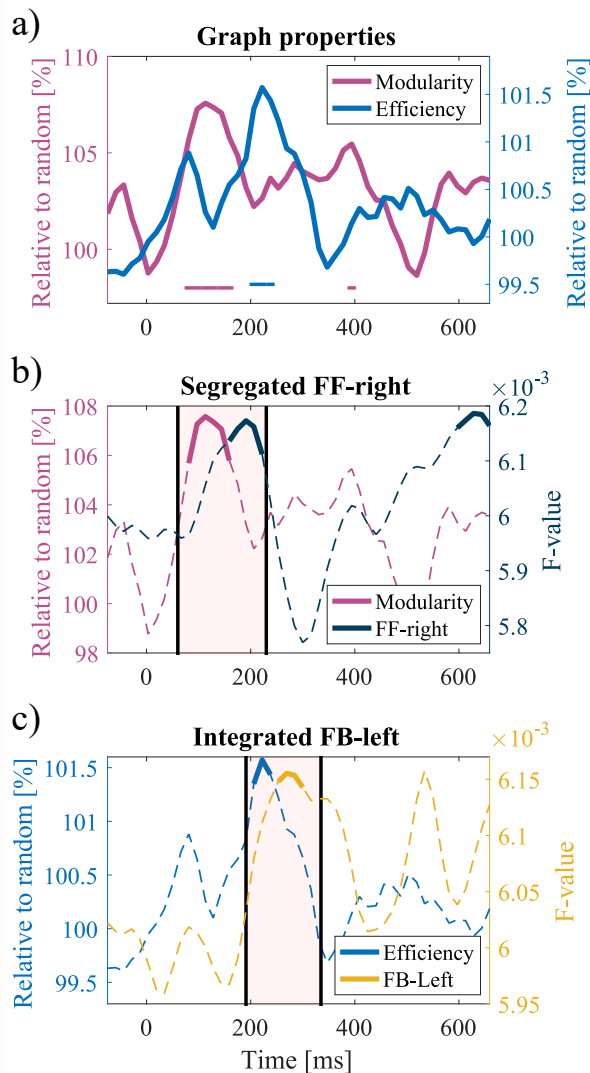 a)
Graph properties
Relative to random [%]
110
105
100
Modularity
Efficiency
101.5
101
100.5
100
99.5
Relative to random [%]
0 200 400 600
b)
Segregated FF-right
×10⁻³
Relative to random [%]
108
106
104
102
100
98
Modularity
FF-right
6.2
6.1
6
5.9
5.8
F-value
0 200 400 600
c)
Integrated FB-left
×10⁻³
Relative to random [%]
101.5
101
100.5
100
99.5
Efficiency
FB-Left
6.15
6.1
6.05
6
5.95
F-value
0 200 400 600
Time [ms]